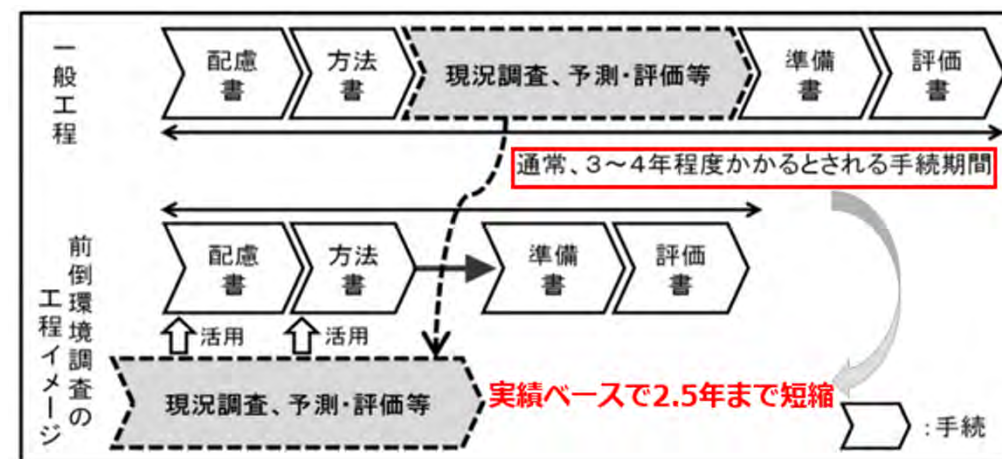 一般工程
配慮
書
方法
書
現況調査、予測・評価等
準備
書
評価
書
通常、3～4年程度かかるとされる手続期間
前倒環境調査の
工程イメージ
配慮
書
方法
書
準備
書
評価
書
活用
活用
現況調査、予測・評価等
実績ベースで2.5年まで短縮
：手続